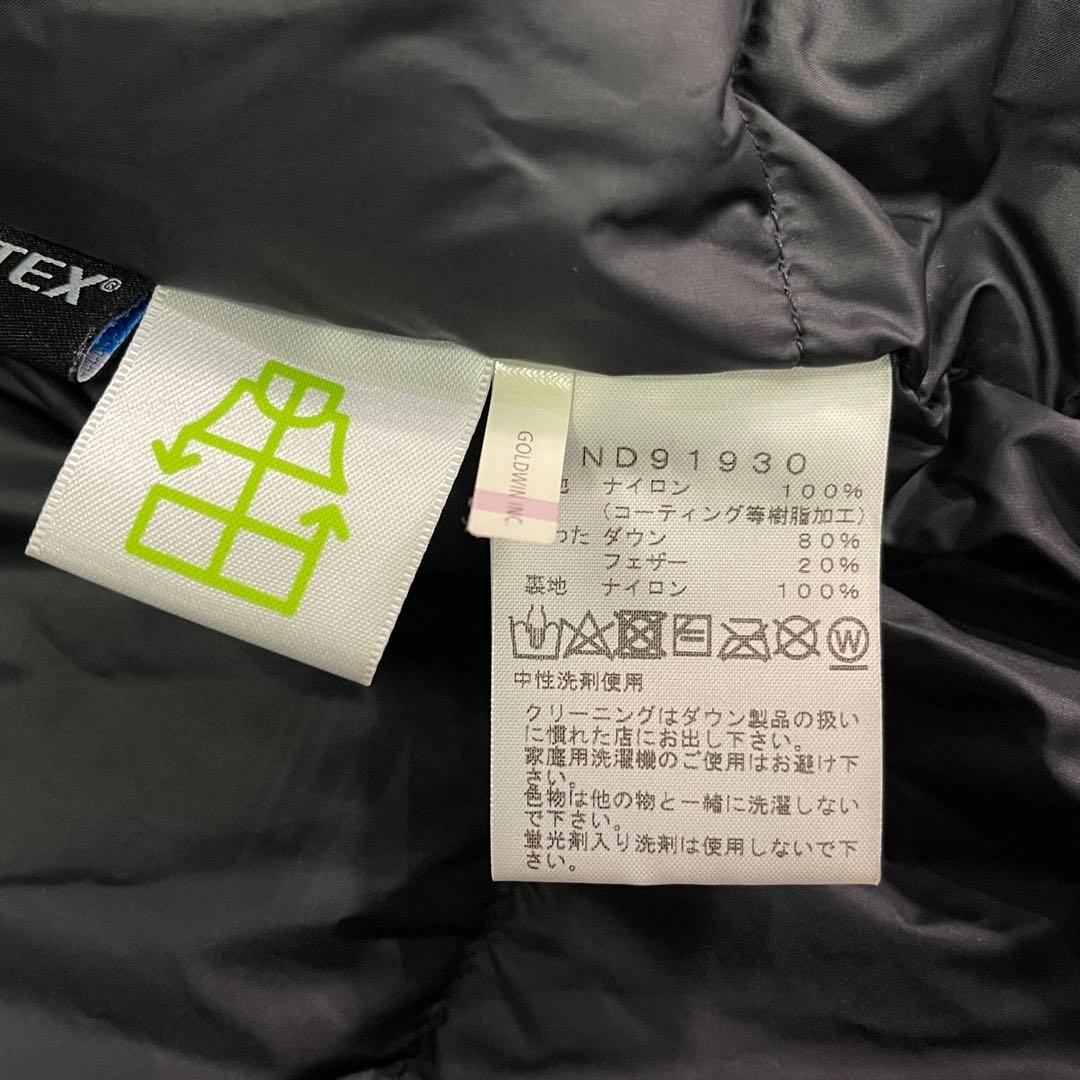 TEX®
GOLDWIN INC.
ND91930
地 ナイロン 100%
(コーティング等樹脂加工)
った ダウン 80%
フェザー 20%
裏地 ナイロン 100%
W
中性洗剤使用
クリーニングはダウン製品の扱い
に慣れた店にお出し下さい。
家庭用洗濯機のご使用はお避け下
さい。
色物は他の物と一緒に洗濯しない
で下さい。
蛍光剤入り洗剤は使用しないで下
さい。